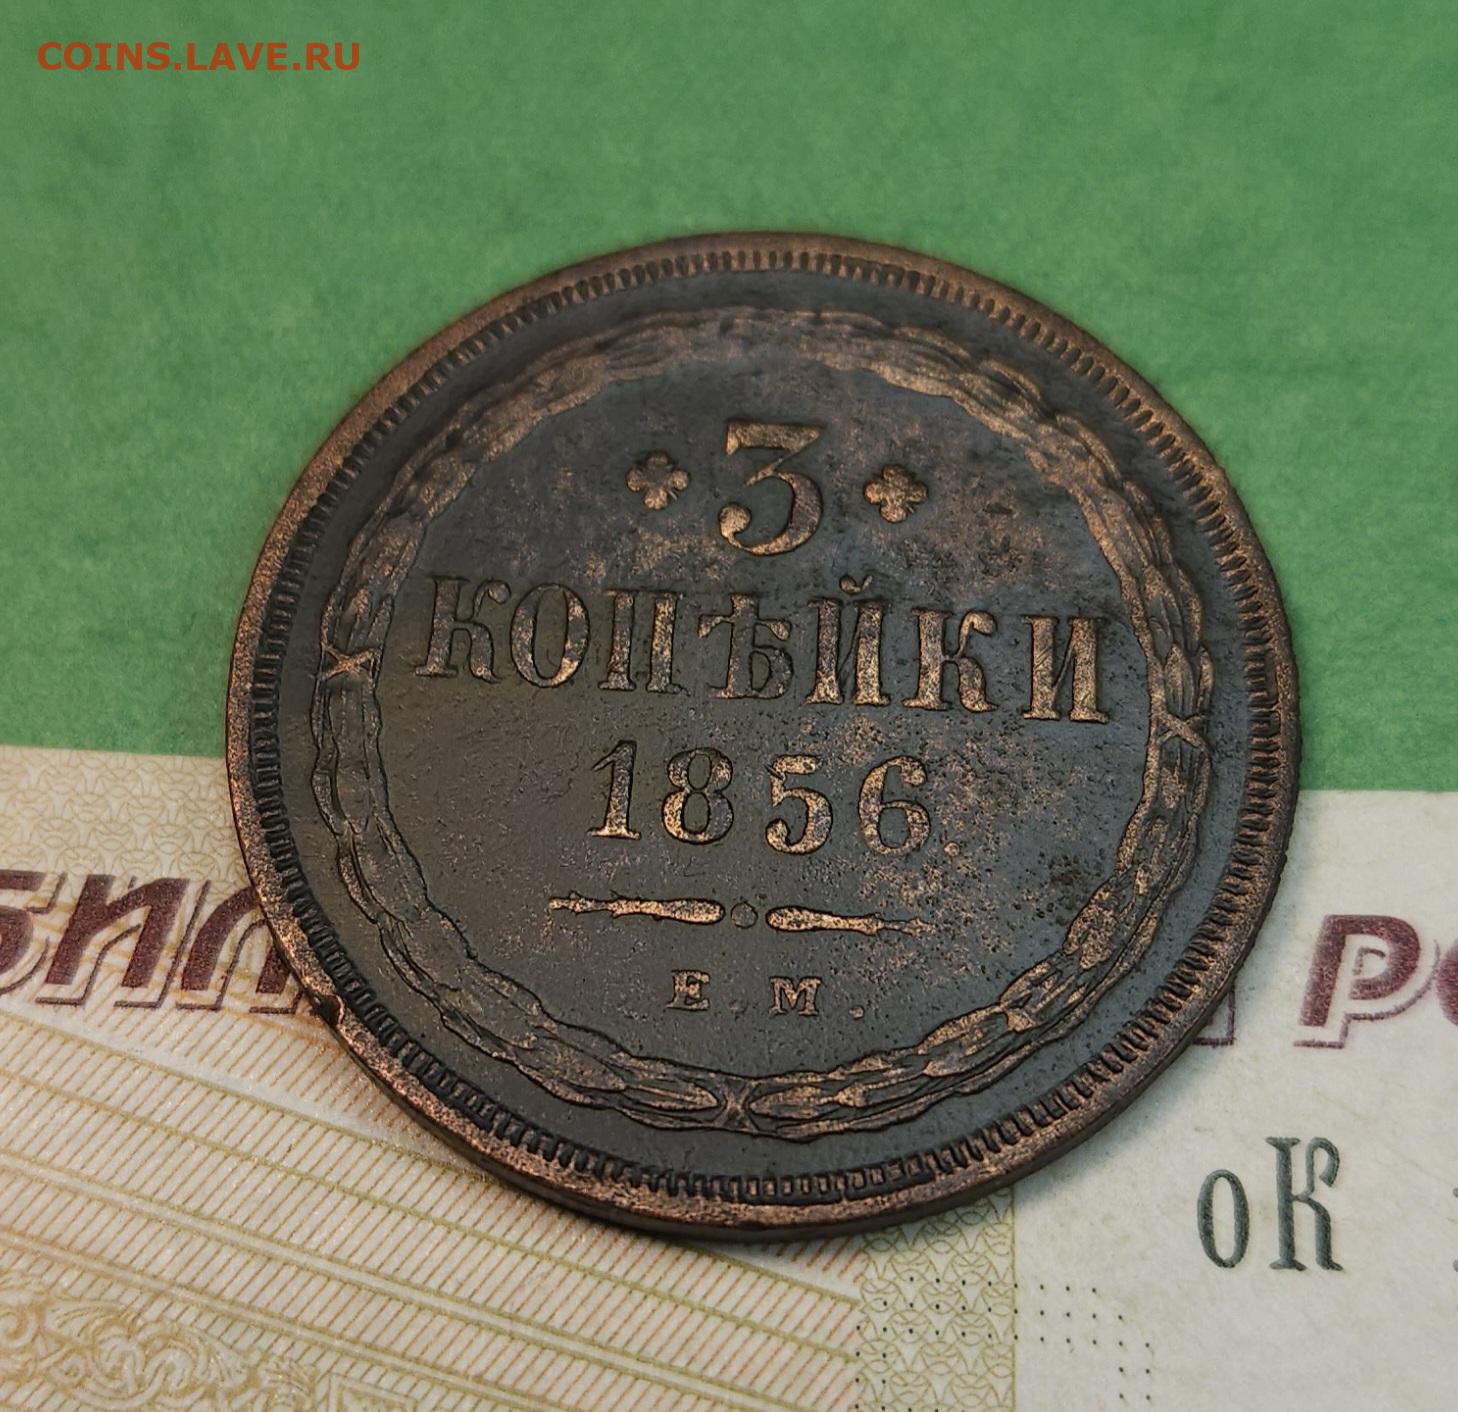 COINS.LAVE.RU
3
КОПѢЙКИ
1856.
Е. М.
оК